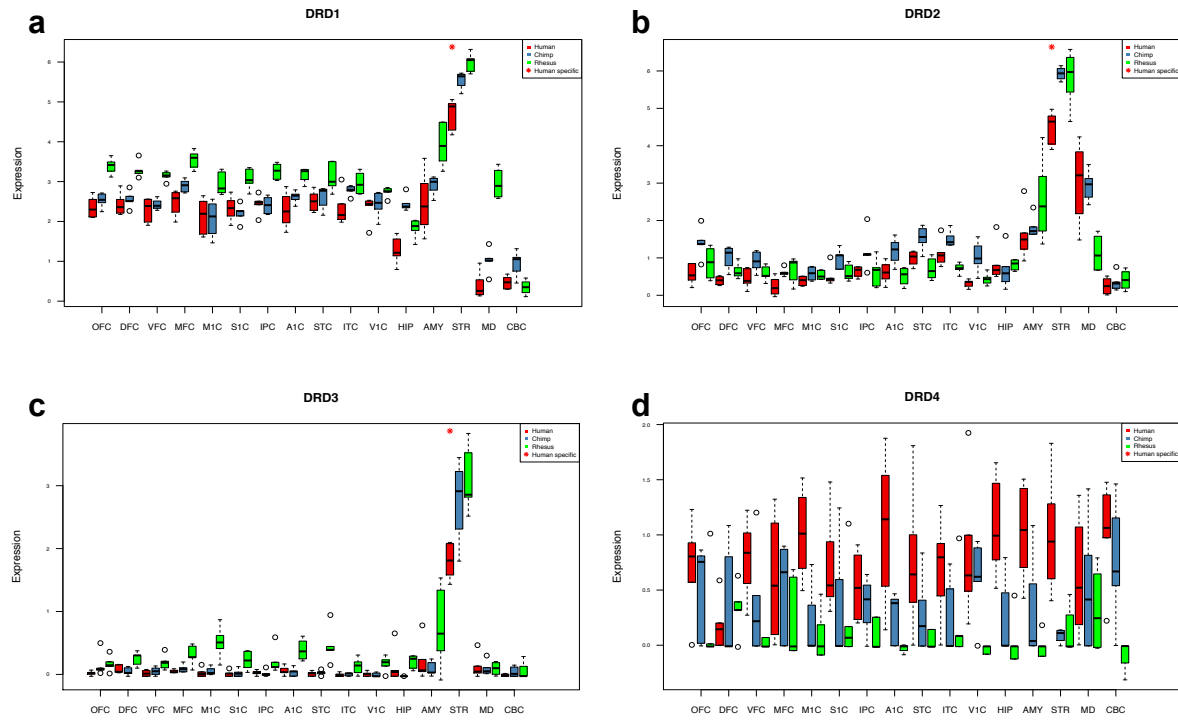 a
DRD1
Expression
6
5
4
3
2
1
0
Human
Chimp
Rhesus
Human specific
OFC DFC VFC MFC M1C S1C IPC A1C STC ITC V1C HIP AMY STR MD CBC
b
DRD2
Expression
6
5
4
3
2
1
0
Human
Chimp
Rhesus
Human specific
OFC DFC VFC MFC M1C S1C IPC A1C STC ITC V1C HIP AMY STR MD CBC
c
DRD3
Expression
3
2
1
0
Human
Chimp
Rhesus
Human specific
OFC DFC VFC MFC M1C S1C IPC A1C STC ITC V1C HIP AMY STR MD CBC
d
DRD4
Expression
2.0
1.5
1.0
0.5
0.0
Human
Chimp
Rhesus
Human specific
OFC DFC VFC MFC M1C S1C IPC A1C STC ITC V1C HIP AMY STR MD CBC